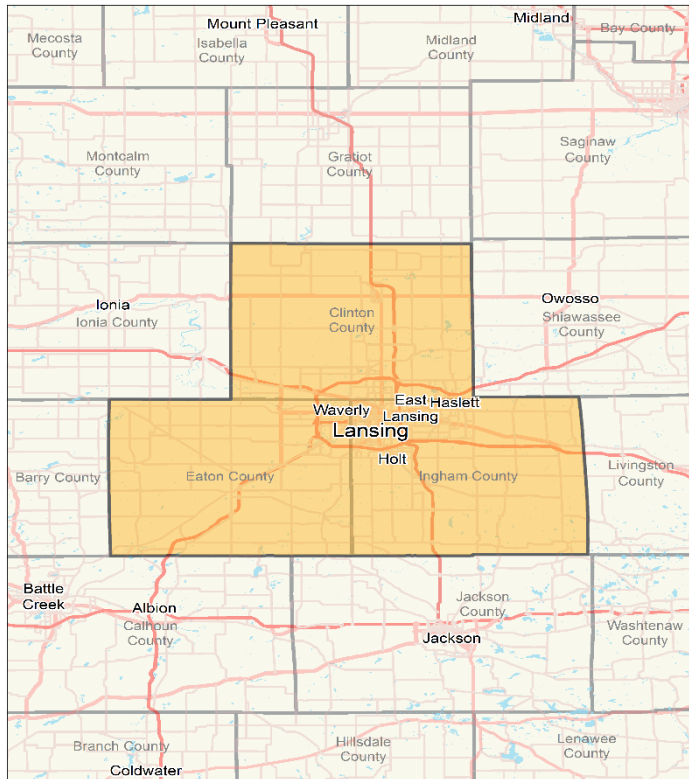 Mount Pleasant
Midland
Mecosta
County
Isabella
County
Midland
County
Bay County
Montcalm
County
Gratiot
County
Saginaw
County
Ionia
Ionia County
Clinton
County
Owosso
Shiawassee
County
Waverly
East
Lansing
Haslett
Lansing
Holt
Barry County
Eaton County
Ingham County
Livingston
County
Battle
Creek
Albion
Calhoun
County
Jackson
County
Jackson
Washtenaw
County
Branch County
Hillsdale
County
Lenawee
County
Coldwater